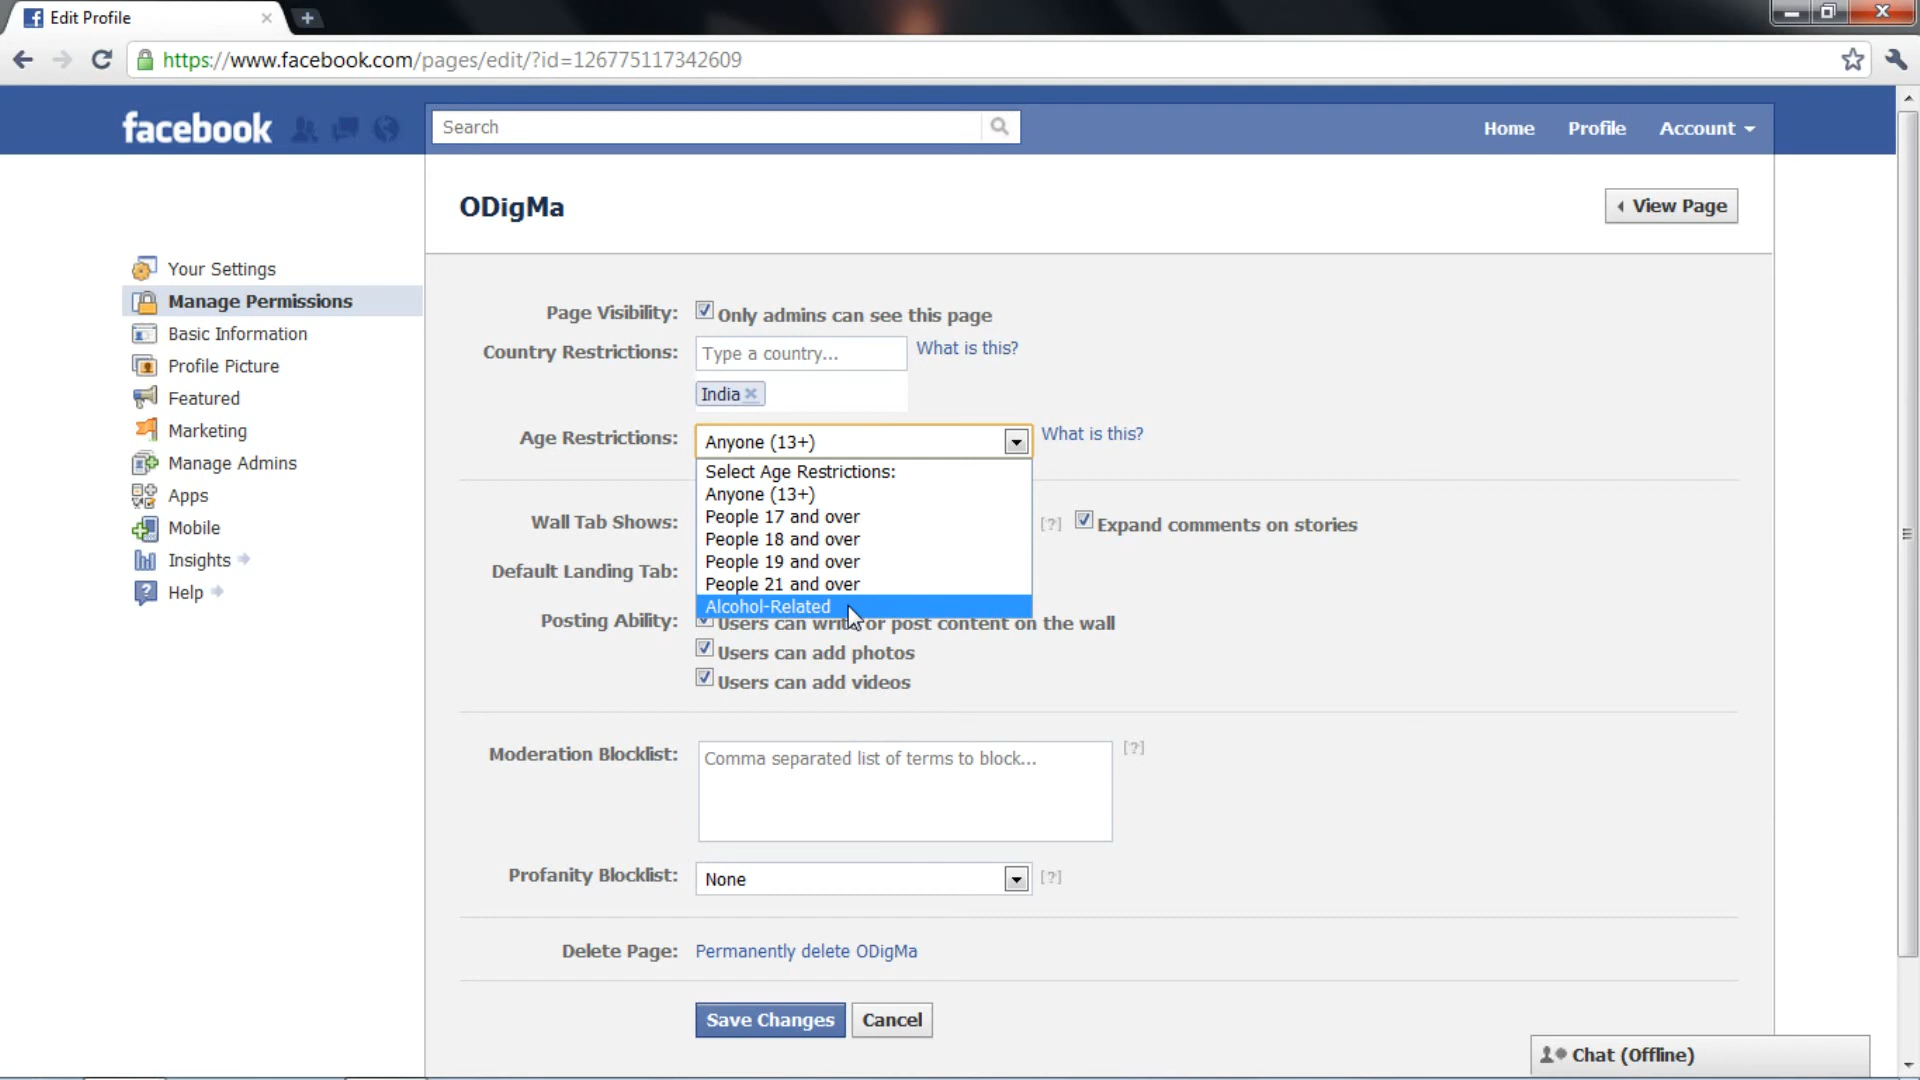 Edit Profile
https://www.facebook.com/pages/edit/?id=126775117342609
facebook
Search
Home Profile Account
ODigMa
View Page
Your Settings
Manage Permissions
Basic Information
Profile Picture
Featured
Marketing
Manage Admins
Apps
Mobile
Insights
Help
Page Visibility: Only admins can see this page
Country Restrictions: Type a country... What is this?
India
Age Restrictions: Anyone (13+) What is this?
Select Age Restrictions:
Anyone (13+)
People 17 and over
People 18 and over
People 19 and over
People 21 and over
Alcohol-Related
Wall Tab Shows: [?] Expand comments on stories
Default Landing Tab:
Posting Ability: Users can write or post content on the wall
Users can add photos
Users can add videos
Moderation Blocklist: Comma separated list of terms to block... [?]
Profanity Blocklist: None [?]
Delete Page: Permanently delete ODigMa
Save Changes Cancel
Chat (Offline)